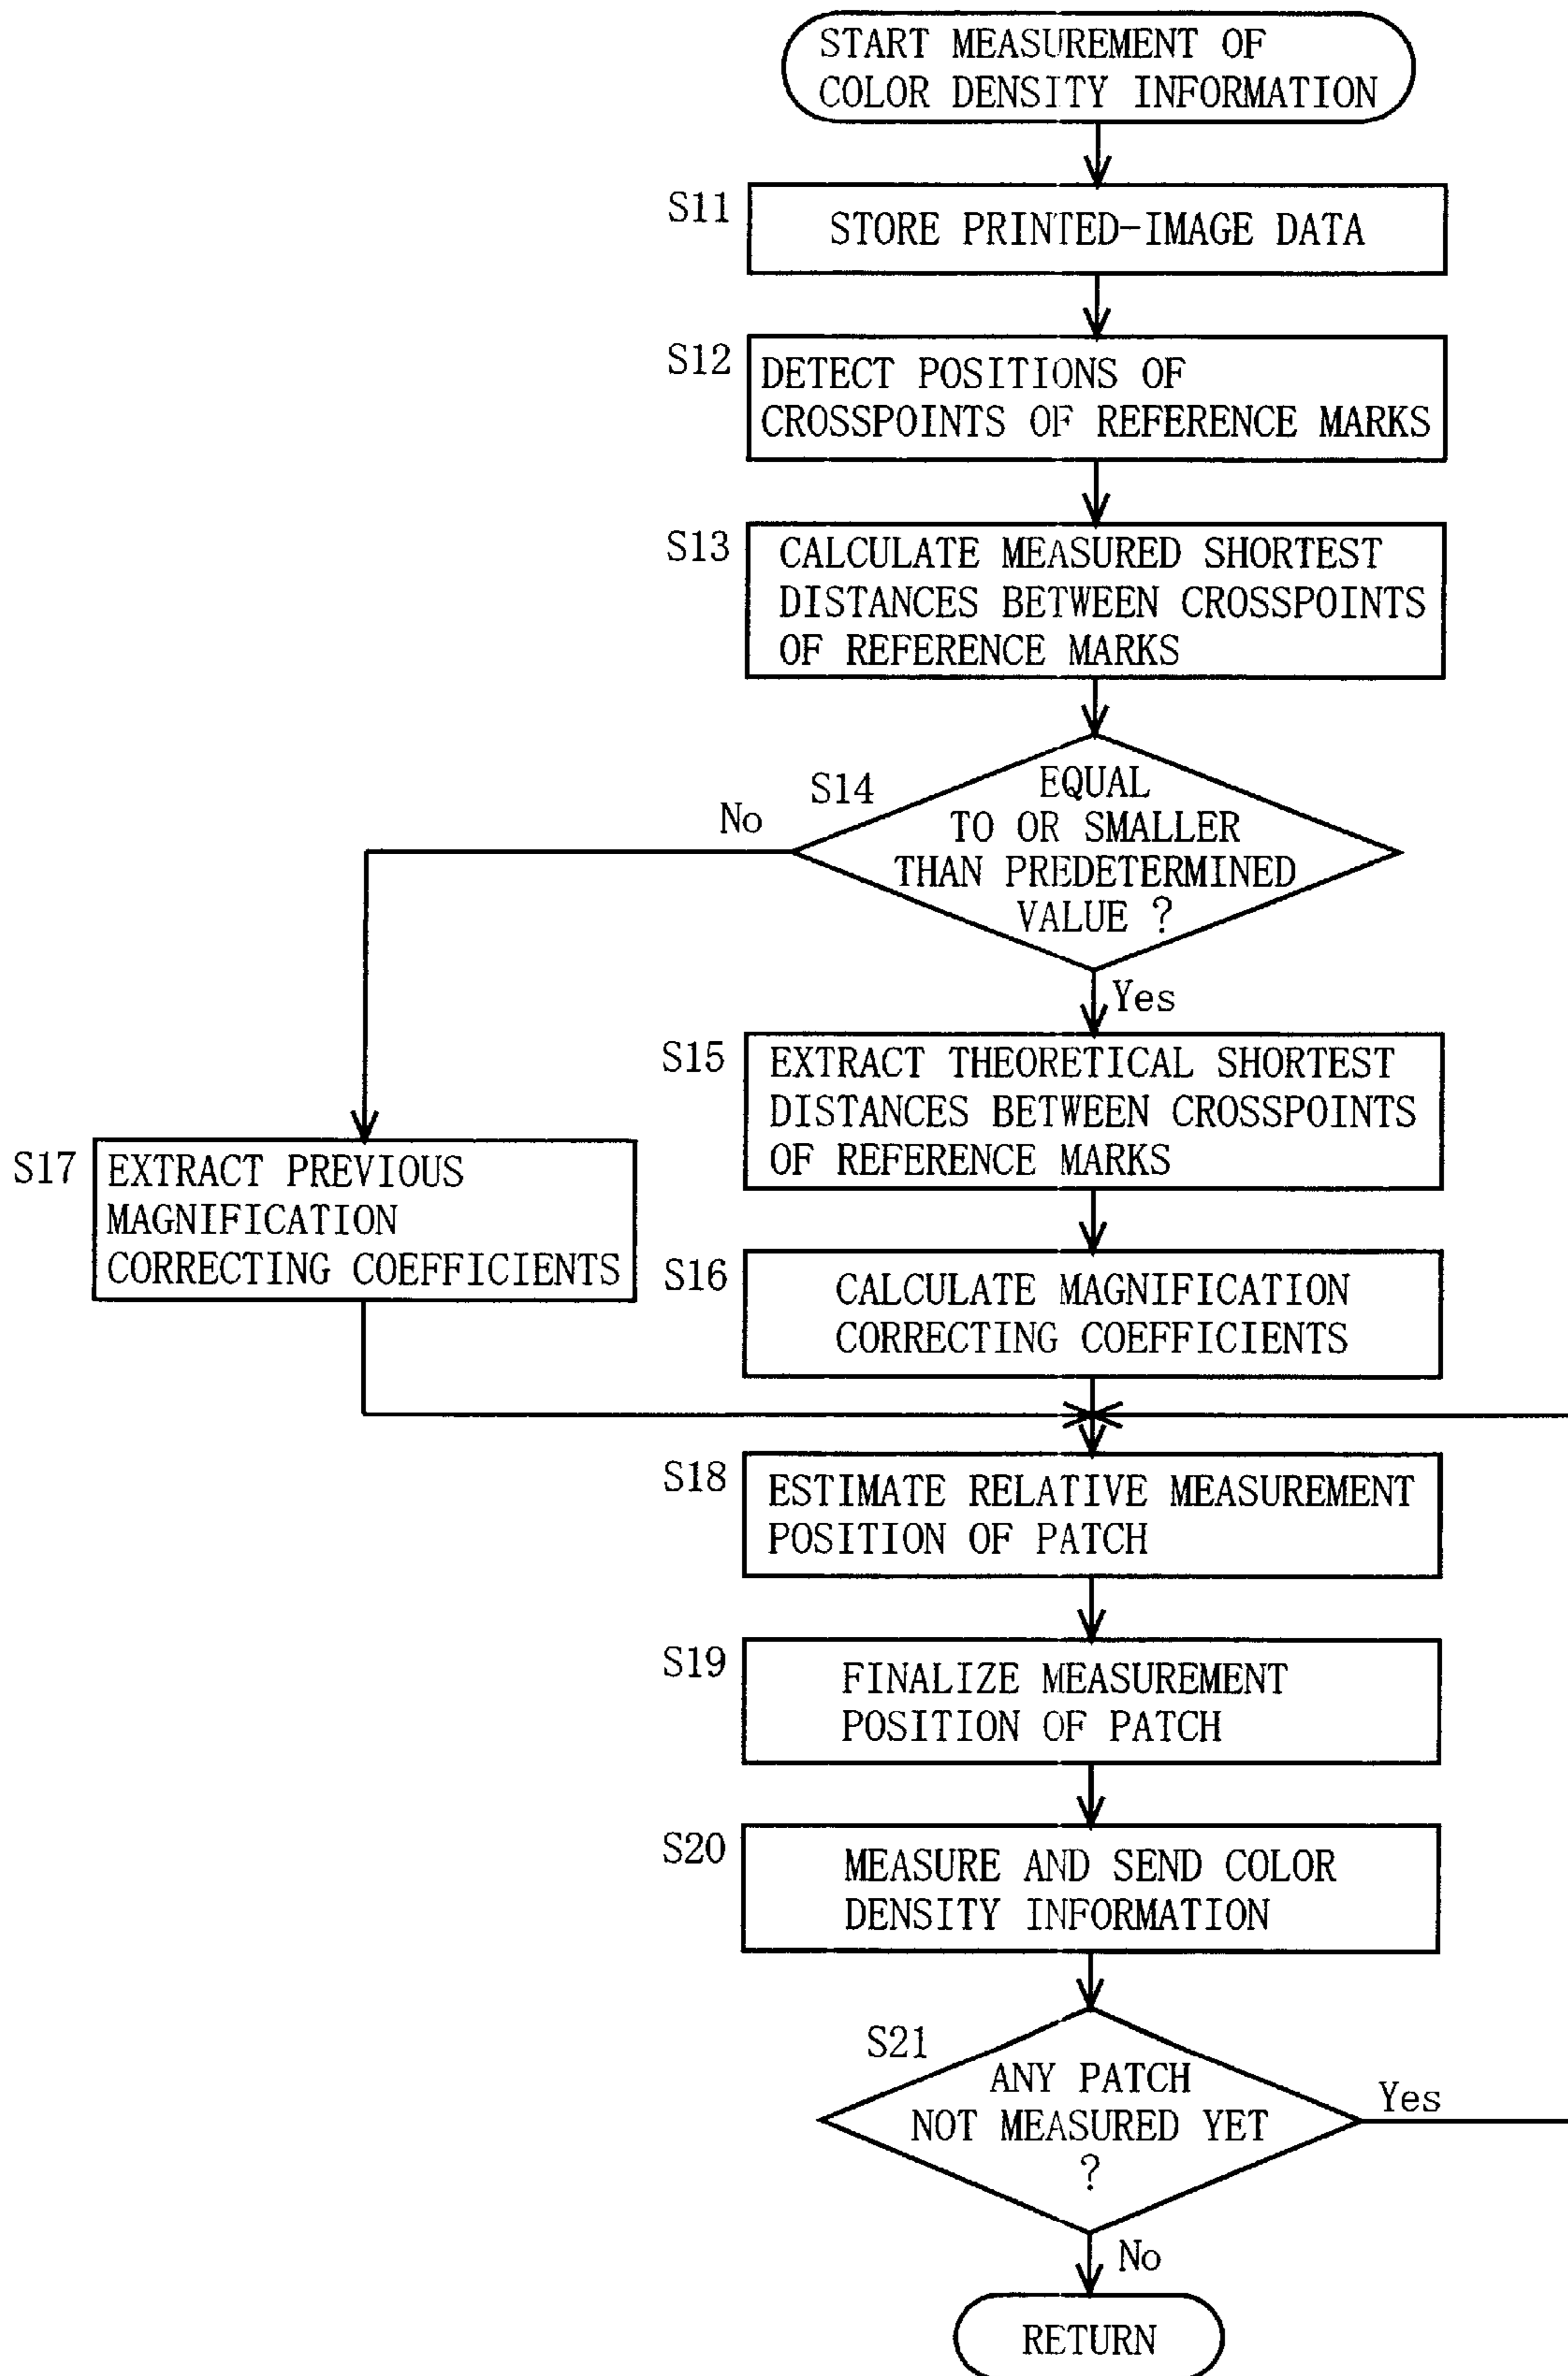 START MEASUREMENT OF
COLOR DENSITY INFORMATION
S11
STORE PRINTED-IMAGE DATA
S12
DETECT POSITIONS OF
CROSSPOINTS OF REFERENCE MARKS
S13
CALCULATE MEASURED SHORTEST
DISTANCES BETWEEN CROSSPOINTS
OF REFERENCE MARKS
S14
EQUAL
TO OR SMALLER
THAN PREDETERMINED
VALUE ?
No
Yes
S15
EXTRACT THEORETICAL SHORTEST
DISTANCES BETWEEN CROSSPOINTS
OF REFERENCE MARKS
S17
EXTRACT PREVIOUS
MAGNIFICATION
CORRECTING COEFFICIENTS
S16
CALCULATE MAGNIFICATION
CORRECTING COEFFICIENTS
S18
ESTIMATE RELATIVE MEASUREMENT
POSITION OF PATCH
S19
FINALIZE MEASUREMENT
POSITION OF PATCH
S20
MEASURE AND SEND COLOR
DENSITY INFORMATION
S21
ANY PATCH
NOT MEASURED YET
?
Yes
No
RETURN